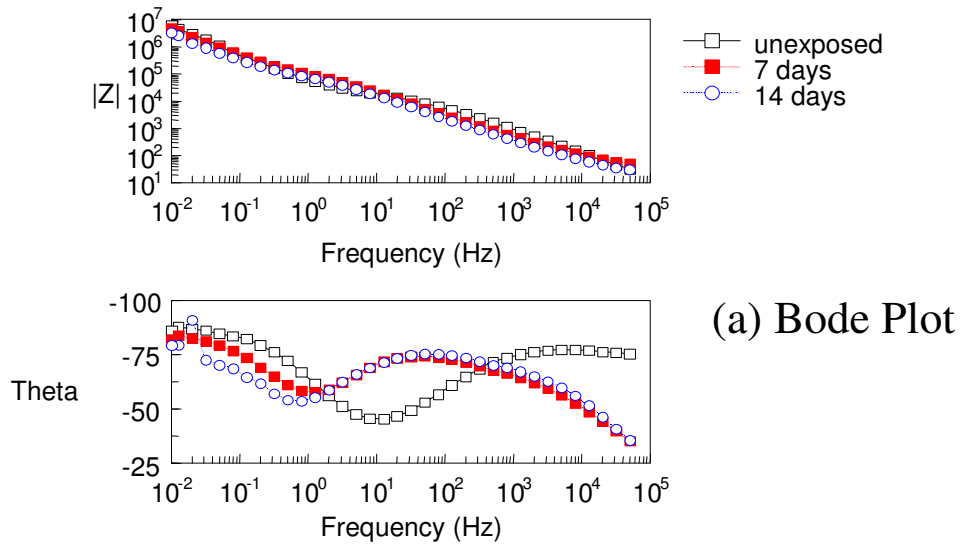 10^7
10^6
10^5
10^4
10^3
10^2
10^1
|Z|
10^-2 10^-1 10^0 10^1 10^2 10^3 10^4 10^5
Frequency (Hz)
unexposed
7 days
14 days
-100
-75
-50
-25
Theta
10^-2 10^-1 10^0 10^1 10^2 10^3 10^4 10^5
Frequency (Hz)
(a) Bode Plot